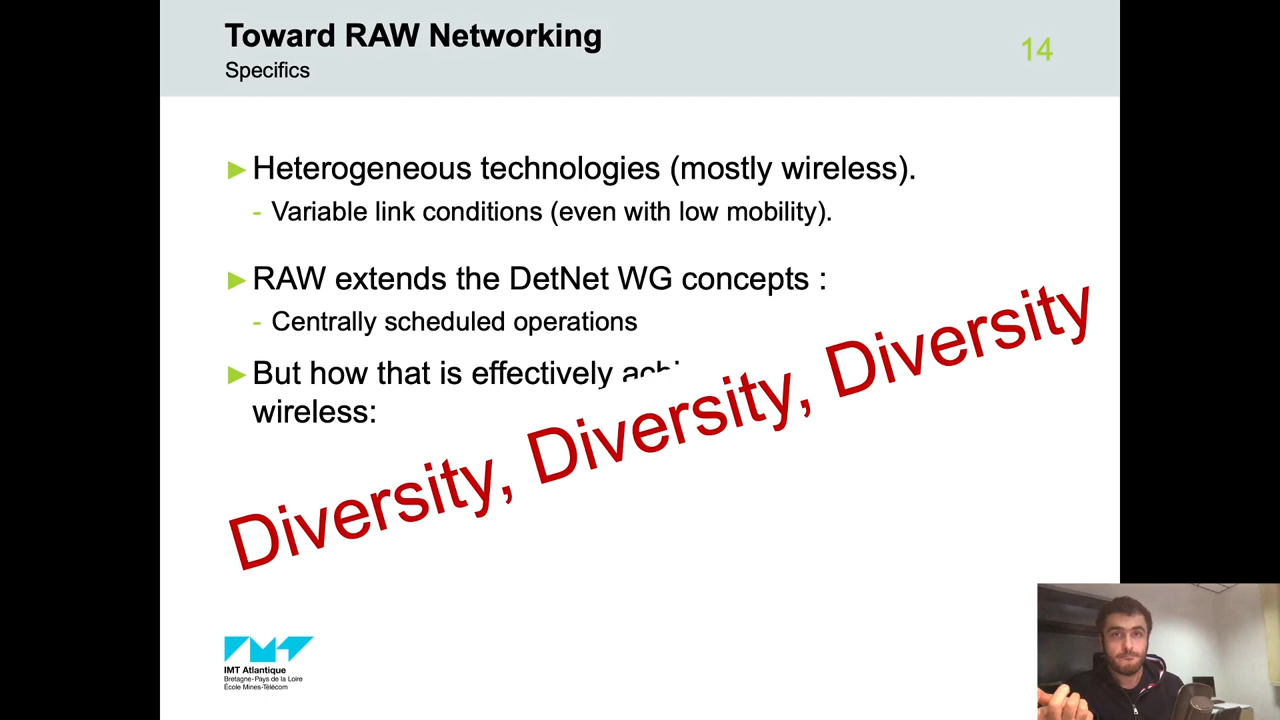 Toward RAW Networking
Specifics
14
►Heterogeneous technologies (mostly wireless).
- Variable link conditions (even with low mobility).
►RAW extends the DetNet WG concepts :
- Centrally scheduled operations
►But how that is effectively
wireless:
Diversity, Diversity, Diversity
IMT Atlantique
Bretagne-Pays de la Loire
École Mines-Télécom